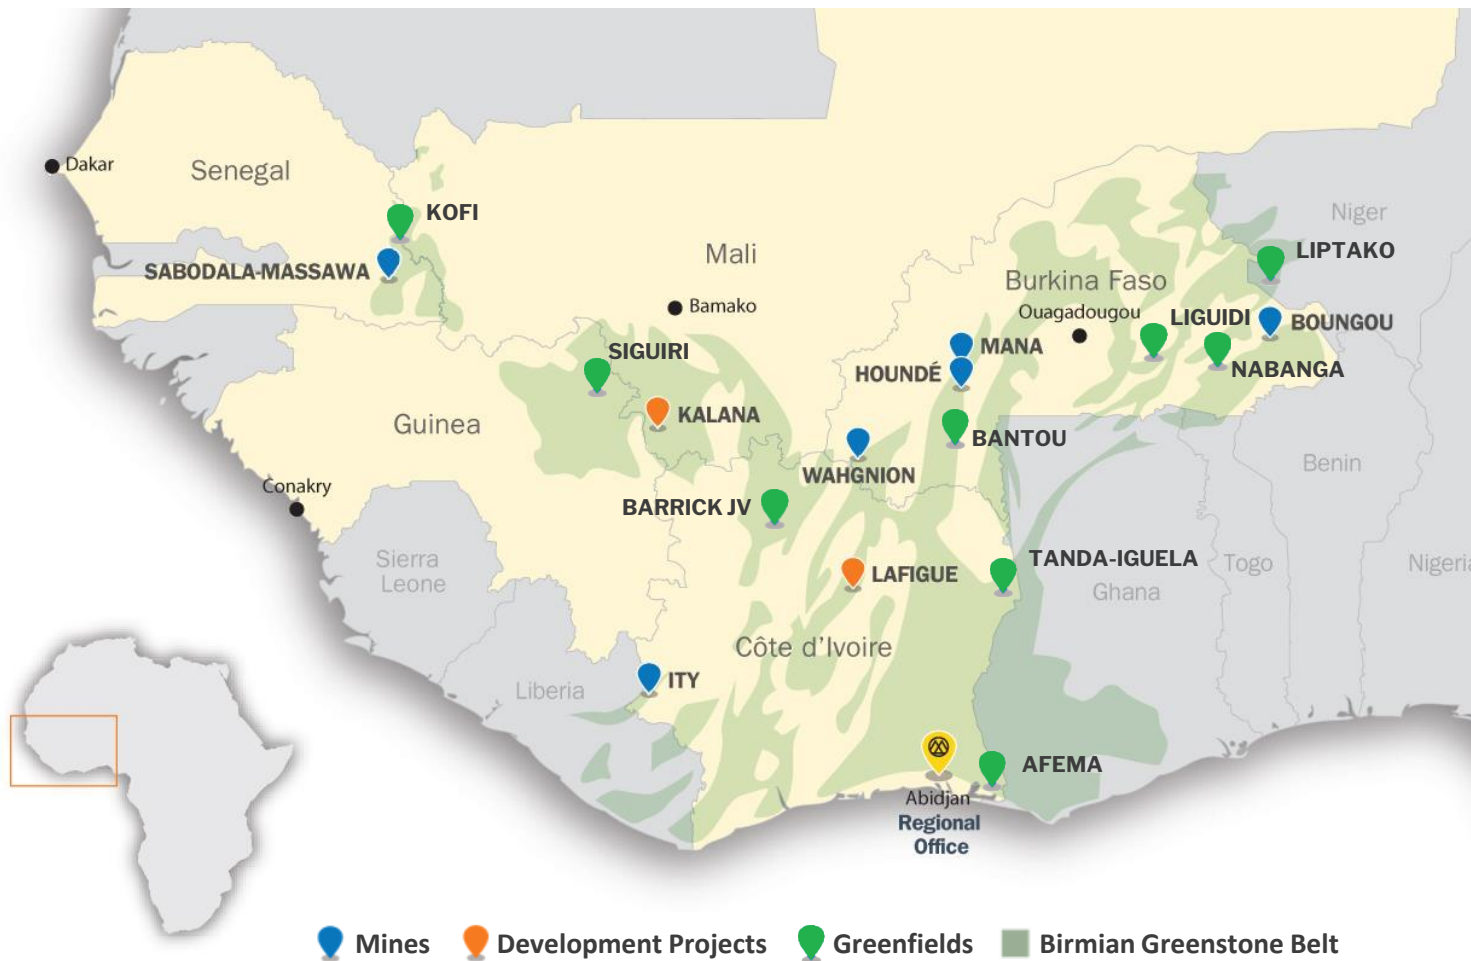 Dakar
Senegal
KOFI
SABODALA-MASSAWA
Mali
Niger
LIPTAKO
Burkina Faso
Bamako
Ouagadougou
LIGUIDI
BOUNGOU
SIGUIRI
MANA
HOUNDÉ
NABANGA
KALANA
Guinea
BANTOU
WAHGNION
Benin
Conakry
BARRICK JV
Sierra
Leone
LAFIGUE
TANDA-IGUELA
Ghana
Togo
Nigeria
Côte d'Ivoire
ITY
Liberia
AFEMA
Abidjan
Regional
Office
Mines
Development Projects
Greenfields
Birmian Greenstone Belt